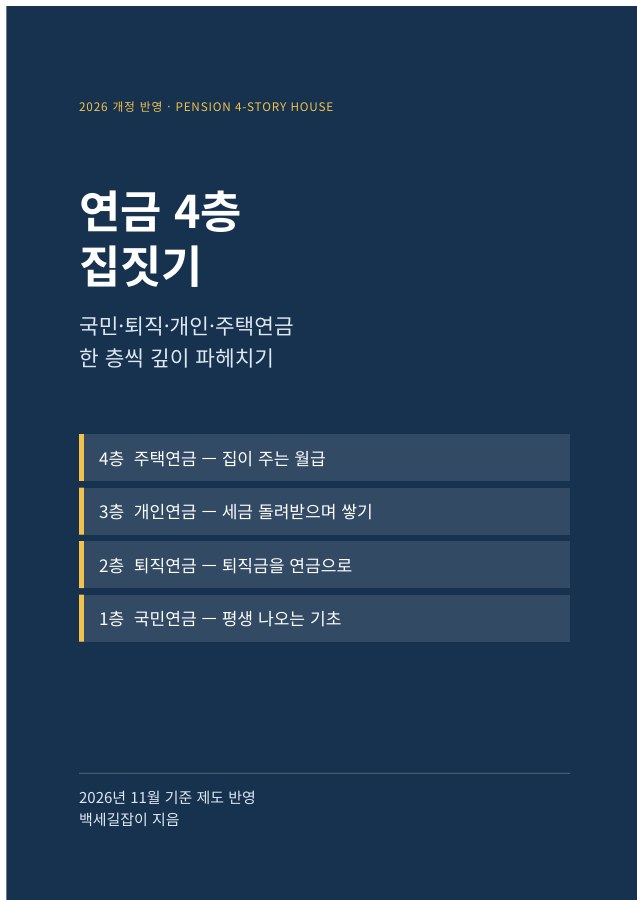 2026 개정 반영 · PENSION 4-STORY HOUSE
연금 4층
집짓기
국민·퇴직·개인·주택연금
한 층씩 깊이 파헤치기
4층 주택연금 — 집이 주는 월급
3층 개인연금 — 세금 돌려받으며 쌓기
2층 퇴직연금 — 퇴직금을 연금으로
1층 국민연금 — 평생 나오는 기초
2026년 11월 기준 제도 반영
백세길잡이 지음